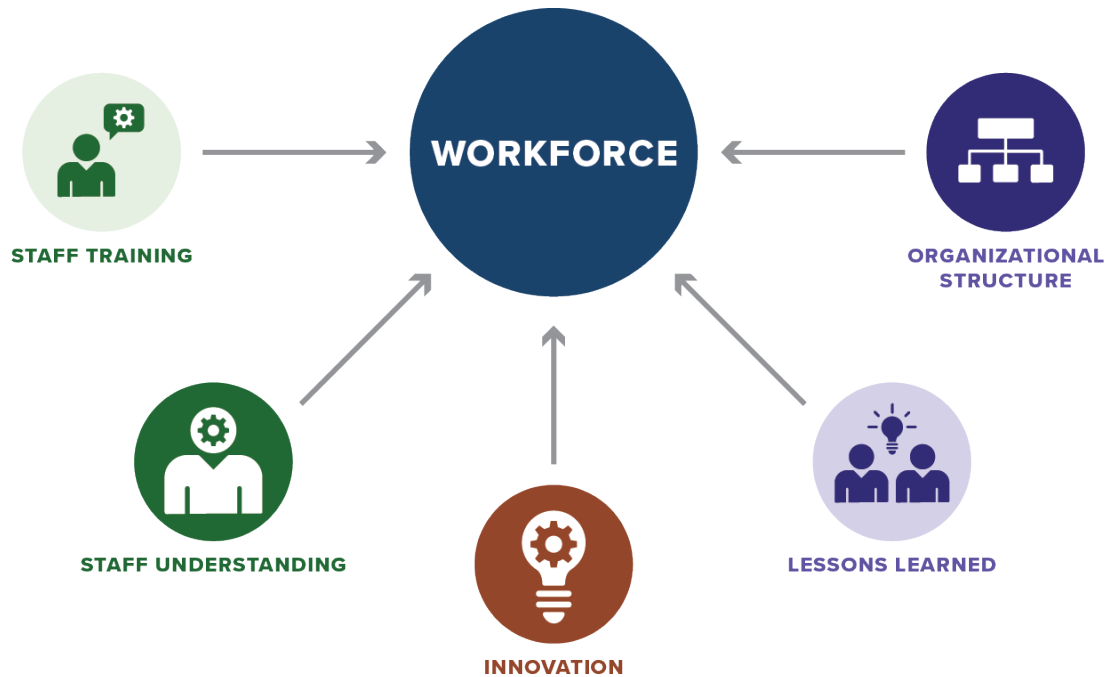 WORKFORCE
STAFF TRAINING
ORGANIZATIONAL
STRUCTURE
STAFF UNDERSTANDING
LESSONS LEARNED
INNOVATION